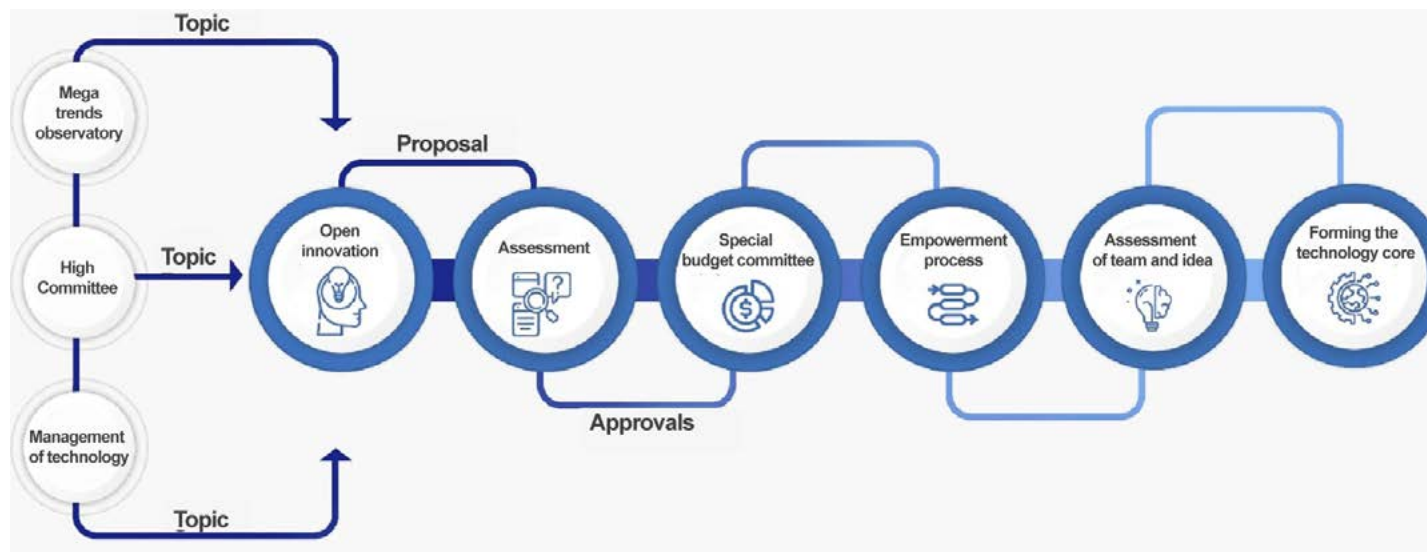 Topic
Mega
trends
observatory
High
Committee
Topic
Management
of technology
Topic
Proposal
Open
innovation
Assessment
?
Approvals
Special
budget committee
$
Empowerment
process
Assessment
of team and idea
Forming the
technology core